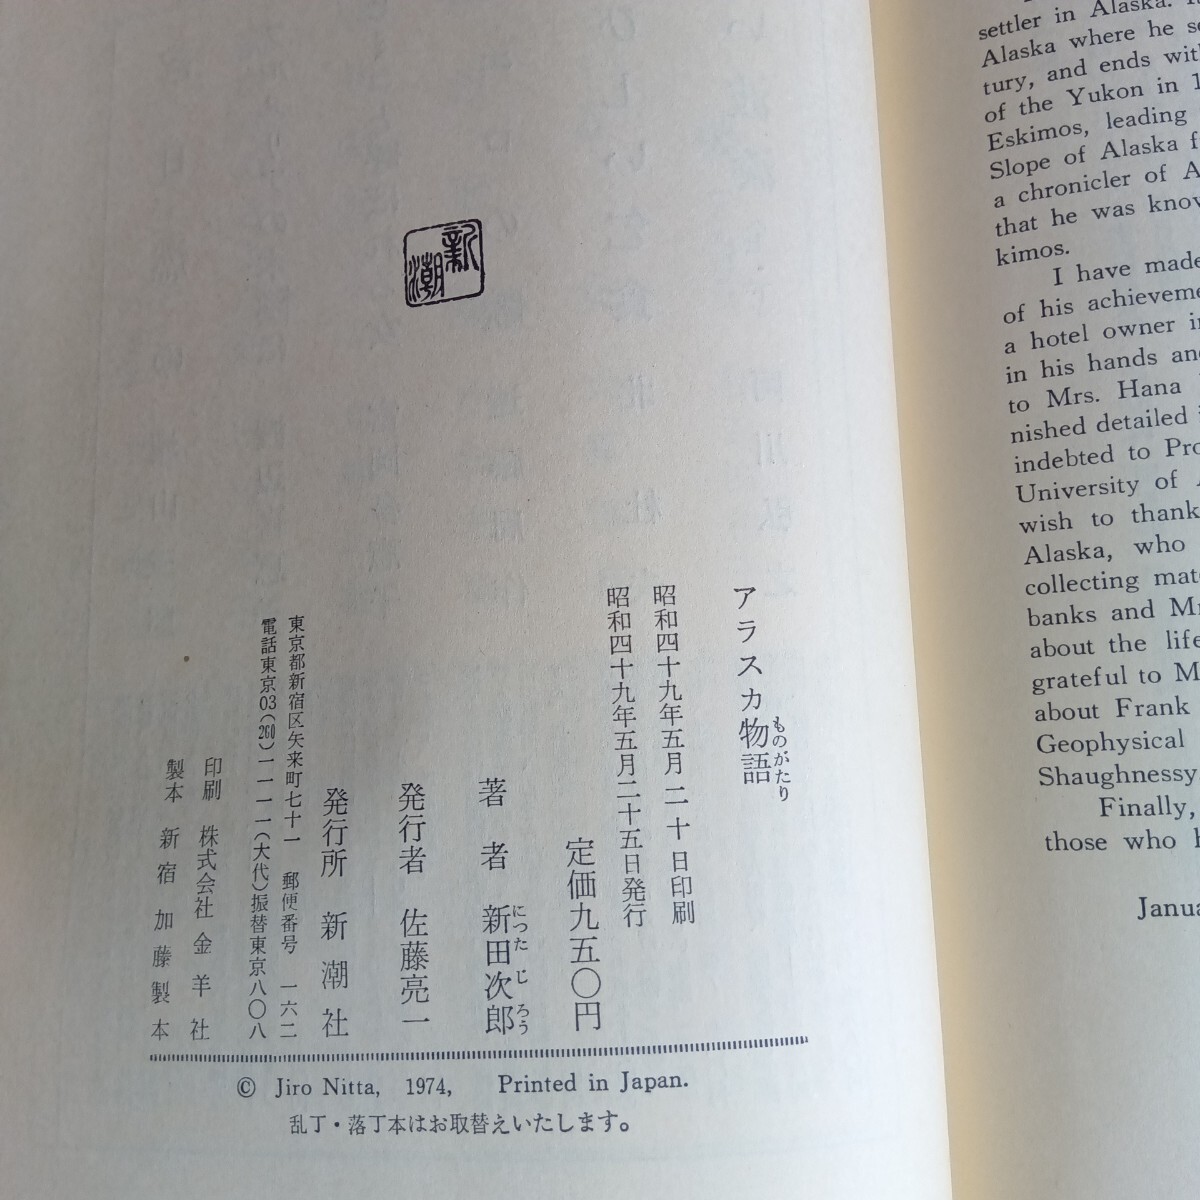 新潮
アラスカ物語
ものがたり
昭和四十九年五月二十日印刷
昭和四十九年五月二十五日発行
定価九五〇円
著者 新田次郎
につた じろう
発行者 佐藤亮一
発行所 新潮社
東京都新宿区矢来町七十一 郵便番号 一六二
電話東京03(260)一一一一(大代)振替東京八〇八
印刷 株式会社金羊社
製本 新宿加藤製本
© Jiro Nitta, 1974, Printed in Japan.
乱丁・落丁本はお取替えいたします。
settler in Alaska.
Alaska where he
tury, and ends with
of the Yukon in
Eskimos, leading
Slope of Alaska
a chronicler of
that he was
kimos.
I have made
of his
a hotel owner
in his hands and
to Mrs. Hana
nished detailed
indebted to
University of
wish to thank
Alaska, who
collecting
banks and
about the life
grateful to
about Frank
Geophysical
Shaughnessy
Finally,
those who